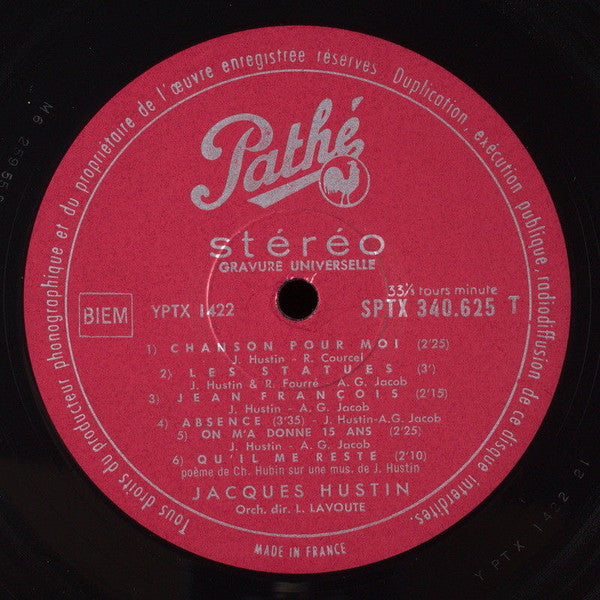 Tous droits du producteur phonographique et du propriétaire de l'œuvre enregistrée réservés. Duplication, exécution publique, radiodiffusion de ce disque interdites.
Pathé
stéréo
GRAVURE UNIVERSELLE
33⅓ tours minute
BIEM
YPTX 1422
SPTX 340.625 T
1) CHANSON POUR MOI (2'25)
J. Hustin - R. Courcel
2) LES STATUES (3')
J. Hustin & R. Fourré - A.G. Jacob
3) JEAN FRANÇOIS (2'15)
J. Hustin - A.G. Jacob
4) ABSENCE (3'35) - J. Hustin-A.G. Jacob
5) ON M'A DONNE 15 ANS (2'25)
J. Hustin - A.G. Jacob
6) QU'IL ME RESTE (2'10)
poème de Ch. Hubin sur une mus. de J. Hustin
JACQUES HUSTIN
Orch. dir. L. LAVOUTE
MADE IN FRANCE
YPTX 1422 21